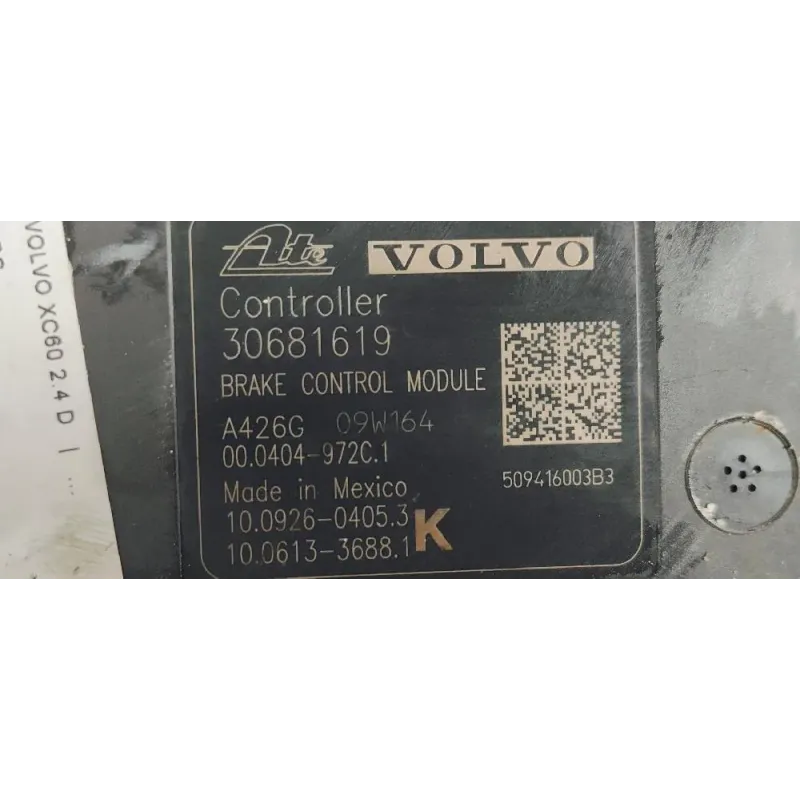 Ate VOLVO
Controller
30681619
BRAKE CONTROL MODULE
A426G 09W164
00.0404-972C.1
Made in Mexico
10.0926-0405.3
10.0613-3688.1 K
509416003B3
VOLVO XC60 2.4 D | ...